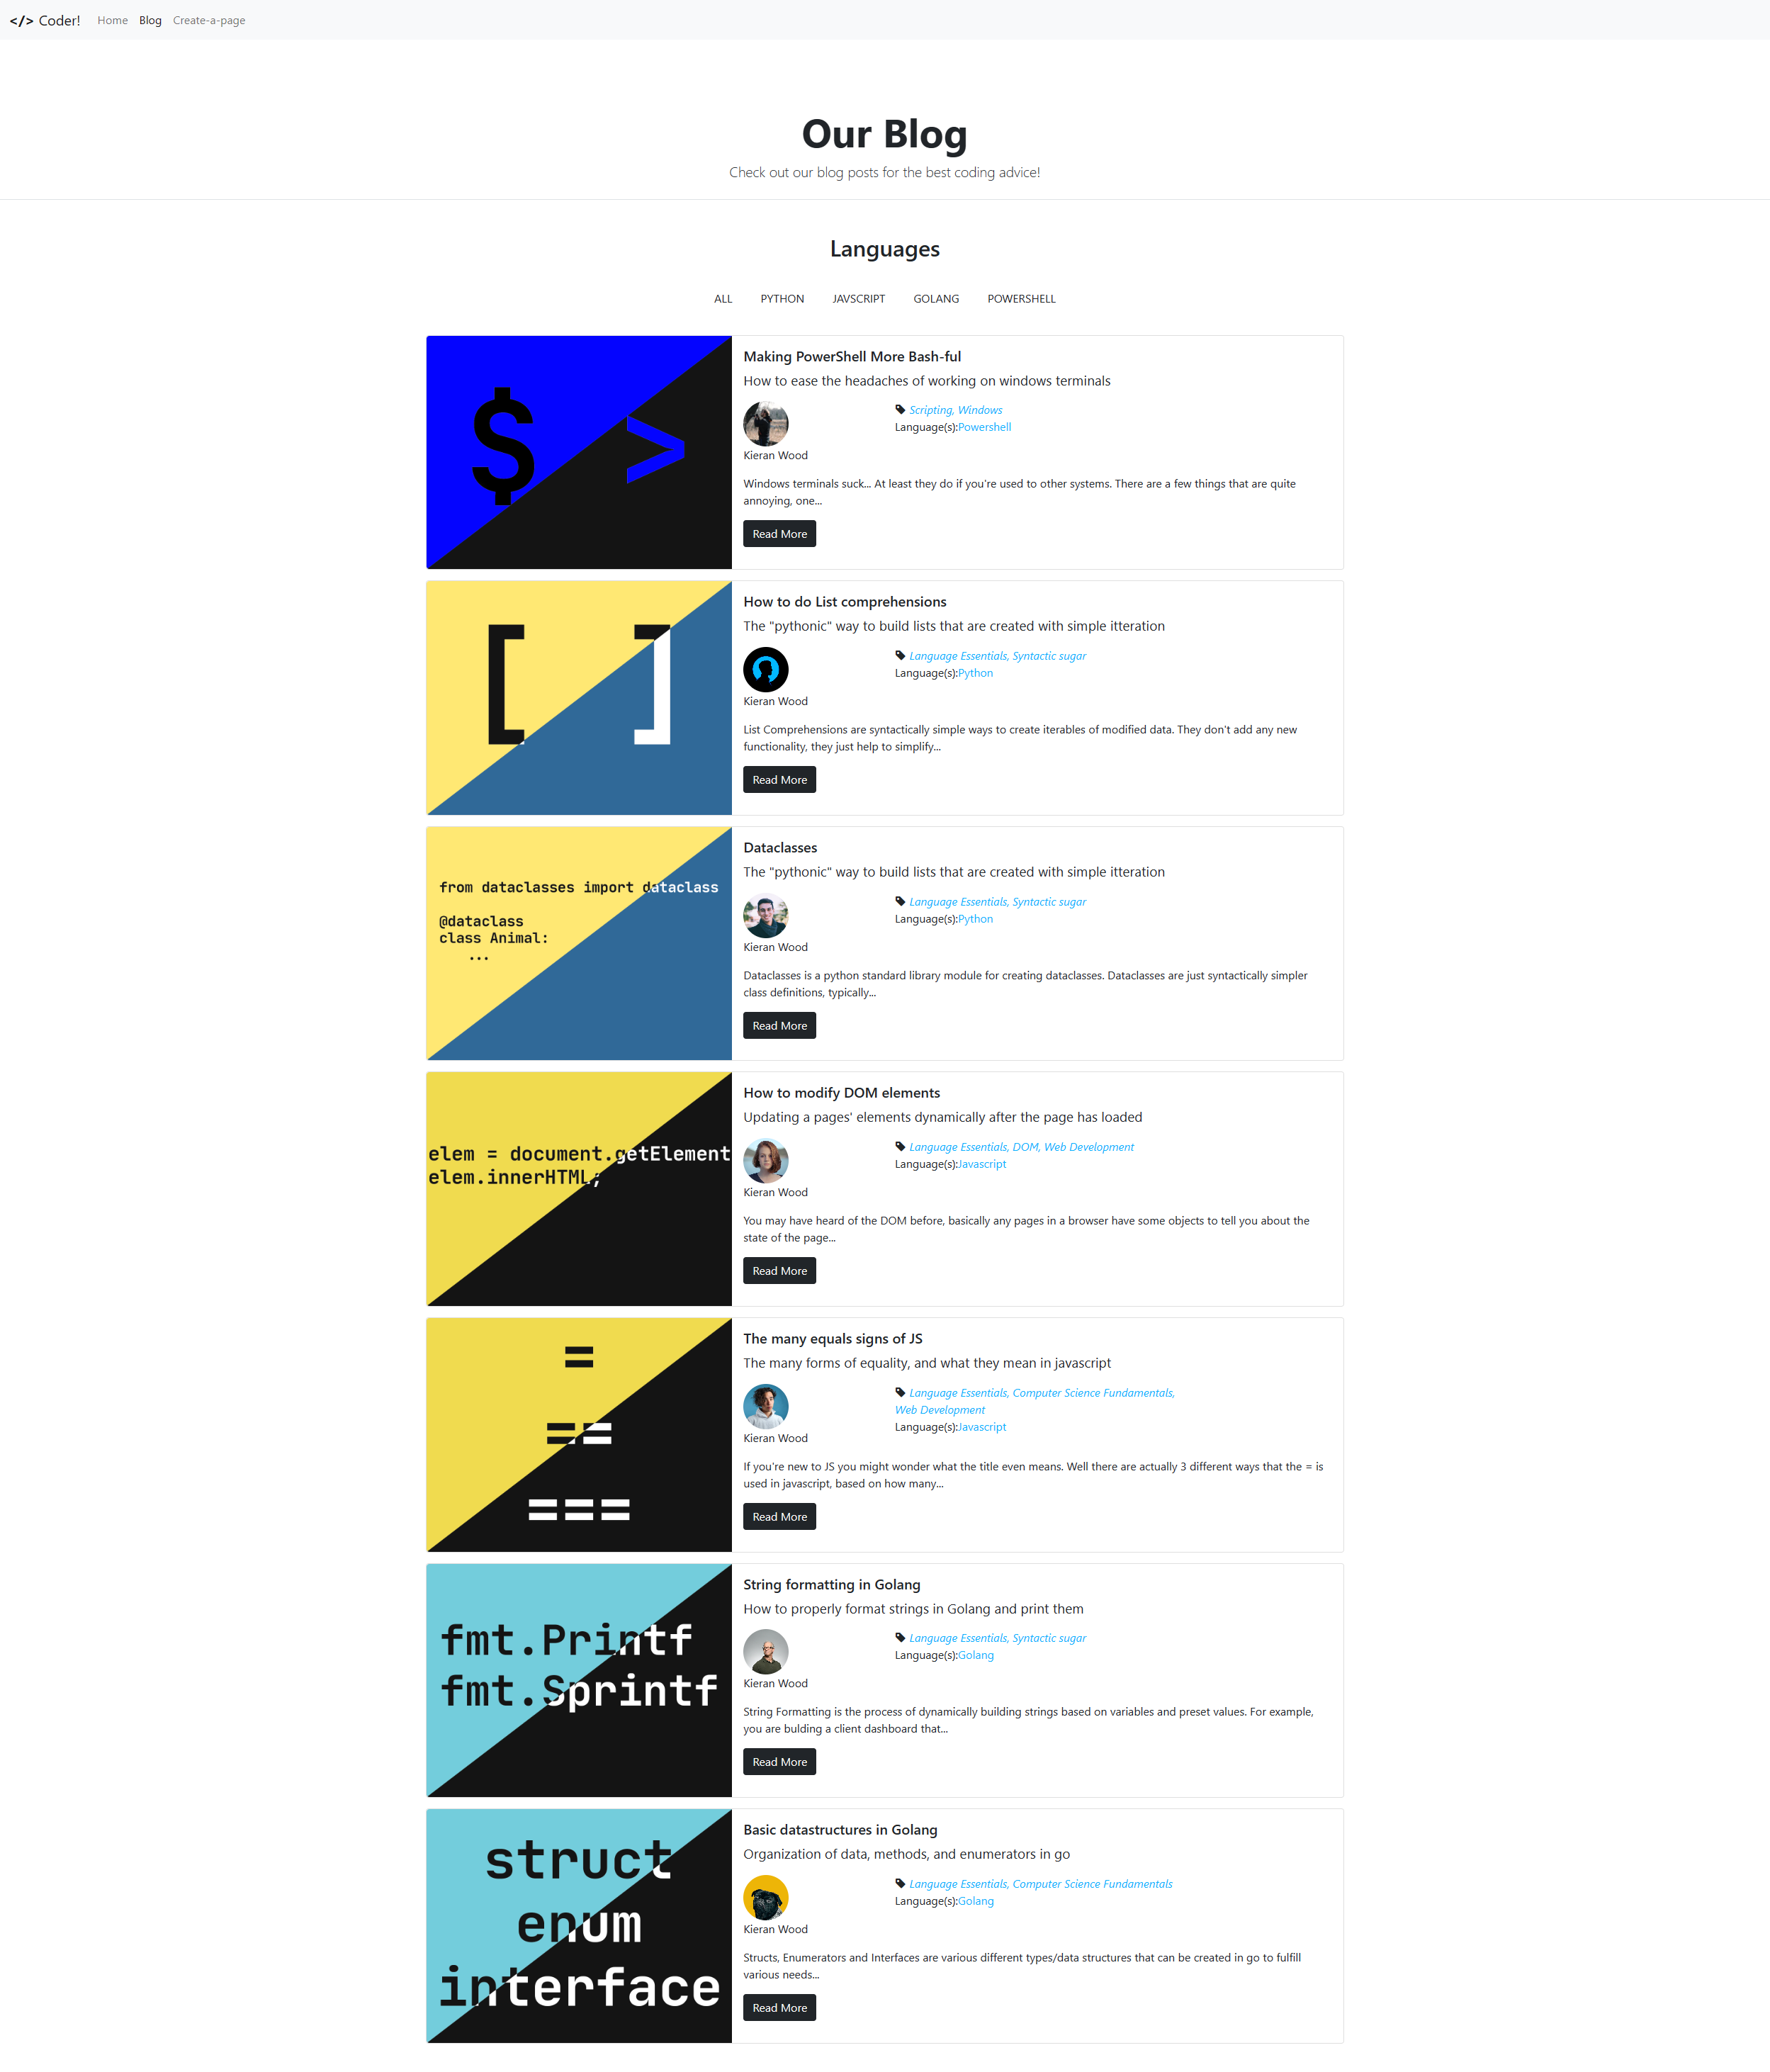 </> Coder! Home Blog Create-a-page
Our Blog
Check out our blog posts for the best coding advice!
Languages
ALL PYTHON JAVSCRIPT GOLANG POWERSHELL
$ >
Making PowerShell More Bash-ful
How to ease the headaches of working on windows terminals
Scripting, Windows
Language(s):Powershell
Kieran Wood
Windows terminals suck... At least they do if you're used to other systems. There are a few things that are quite
annoying, one...
Read More
[ ]
How to do List comprehensions
The "pythonic" way to build lists that are created with simple itteration
Language Essentials, Syntactic sugar
Language(s):Python
Kieran Wood
List Comprehensions are syntactically simple ways to create iterables of modified data. They don't add any new
functionality, they just help to simplify...
Read More
from dataclasses import dataclass
@dataclass
class Animal:
...
Dataclasses
The "pythonic" way to build lists that are created with simple itteration
Language Essentials, Syntactic sugar
Language(s):Python
Kieran Wood
Dataclasses is a python standard library module for creating dataclasses. Dataclasses are just syntactically simpler
class definitions, typically...
Read More
elem = document.getElement
elem.innerHTML;
How to modify DOM elements
Updating a pages' elements dynamically after the page has loaded
Language Essentials, DOM, Web Development
Language(s):Javascript
Kieran Wood
You may have heard of the DOM before, basically any pages in a browser have some objects to tell you about the
state of the page...
Read More
=
==
===
The many equals signs of JS
The many forms of equality, and what they mean in javascript
Language Essentials, Computer Science Fundamentals,
Web Development
Language(s):Javascript
Kieran Wood
If you're new to JS you might wonder what the title even means. Well there are actually 3 different ways that the = is
used in javascript, based on how many...
Read More
fmt.Printf
fmt.Sprintf
String formatting in Golang
How to properly format strings in Golang and print them
Language Essentials, Syntactic sugar
Language(s):Golang
Kieran Wood
String Formatting is the process of dynamically building strings based on variables and preset values. For example,
you are bulding a client dashboard that...
Read More
struct
enum
interface
Basic datastructures in Golang
Organization of data, methods, and enumerators in go
Language Essentials, Computer Science Fundamentals
Language(s):Golang
Kieran Wood
Structs, Enumerators and Interfaces are various different types/data structures that can be created in go to fulfill
various needs...
Read More